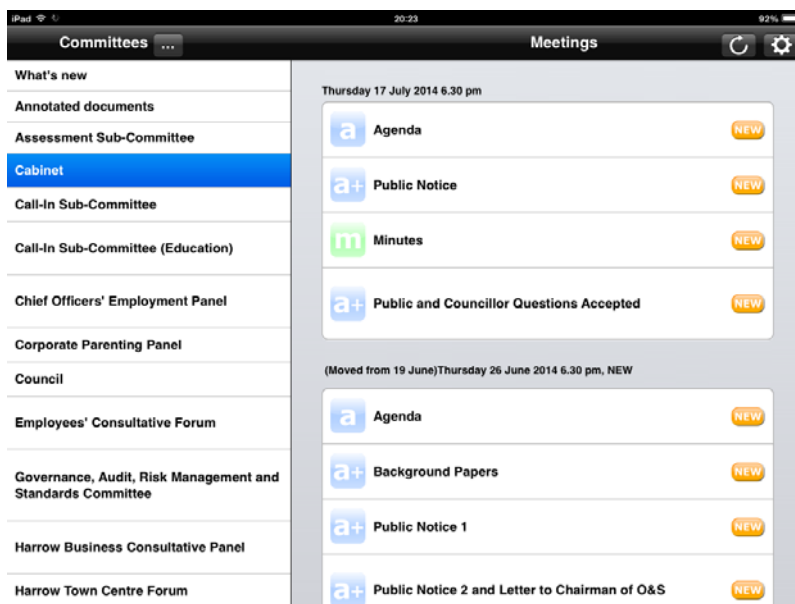 iPad 20:23 92%
Committees ... Meetings
What's new
Annotated documents
Assessment Sub-Committee
Cabinet
Call-In Sub-Committee
Call-In Sub-Committee (Education)
Chief Officers' Employment Panel
Corporate Parenting Panel
Council
Employees' Consultative Forum
Governance, Audit, Risk Management and
Standards Committee
Harrow Business Consultative Panel
Harrow Town Centre Forum
Thursday 17 July 2014 6.30 pm
a Agenda NEW
a+ Public Notice NEW
m Minutes NEW
a+ Public and Councillor Questions Accepted NEW
(Moved from 19 June)Thursday 26 June 2014 6.30 pm, NEW
a Agenda NEW
a+ Background Papers NEW
a+ Public Notice 1 NEW
a+ Public Notice 2 and Letter to Chairman of O&S NEW